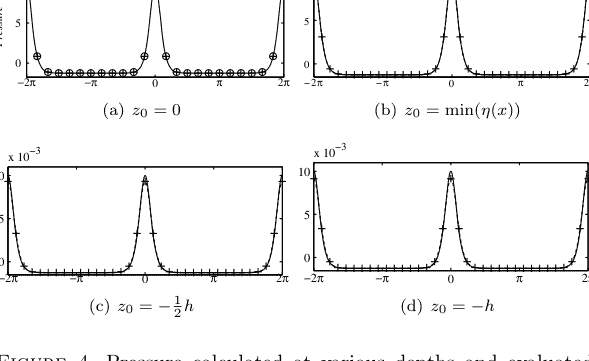 Pressure
5
5
0
0
−2π −π 0 π 2π
−2π −π 0 π
(a) z₀ = 0
(b) z₀ = min(η(x))
x 10⁻³
x 10⁻³
10
5
5
0
−2π −π 0 π 2π
−2π −π 0 π
(c) z₀ = −½h
(d) z₀ = −h
FIGURE 4. Pressure calculated at various depths and evaluated